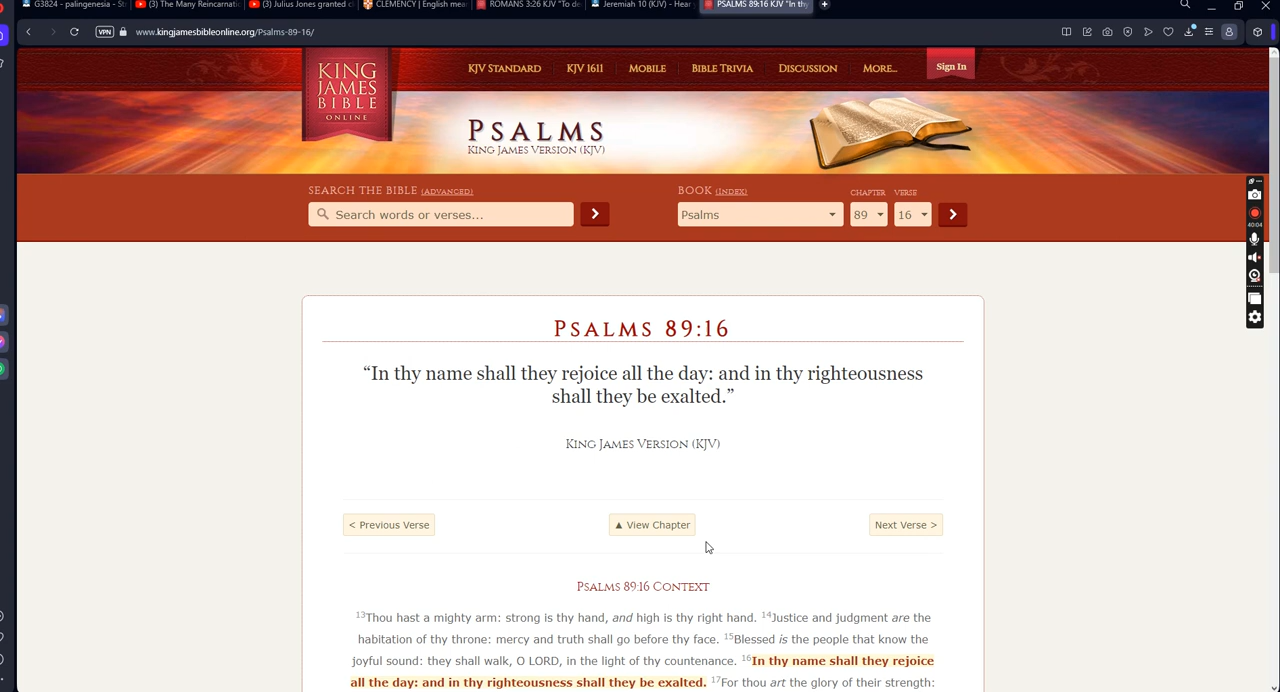 G3824 - palingenesia - St
(3) The Many Reincarnati
(3) Julius Jones granted c
CLEMENCY | English mea
ROMANS 3:26 KJV "To de
Jeremiah 10 (KJV) - Hear
PSALMS 89:16 KJV "In thy
VPN
www.kingjamesbibleonline.org/Psalms-89-16/
KING
JAMES
BIBLE
ONLINE
KJV STANDARD
KJV 1611
MOBILE
BIBLE TRIVIA
DISCUSSION
MORE...
Sign In
PSALMS
KING JAMES VERSION (KJV)
SEARCH THE BIBLE (ADVANCED)
BOOK (INDEX)
CHAPTER
VERSE
Search words or verses...
Psalms
89
16
40:04
PSALMS 89:16
“In thy name shall they rejoice all the day: and in thy righteousness
shall they be exalted.”
KING JAMES VERSION (KJV)
< Previous Verse
▲ View Chapter
Next Verse >
PSALMS 89:16 CONTEXT
13Thou hast a mighty arm: strong is thy hand, and high is thy right hand. 14Justice and judgment are the
habitation of thy throne: mercy and truth shall go before thy face. 15Blessed is the people that know the
joyful sound: they shall walk, O LORD, in the light of thy countenance. 16In thy name shall they rejoice
all the day: and in thy righteousness shall they be exalted. 17For thou art the glory of their strength: